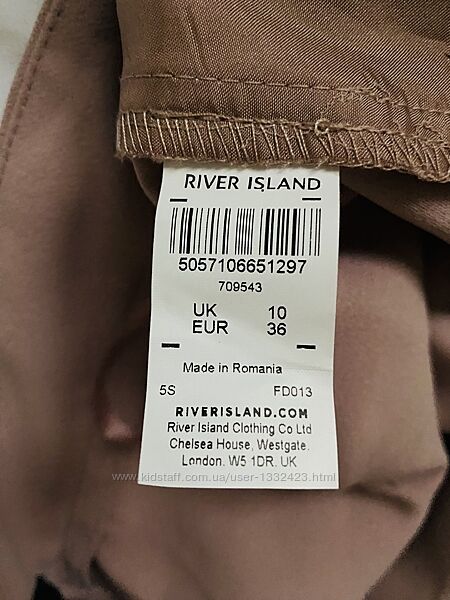 RIVER ISLAND
5057106651297
709543
UK 10
EUR 36
Made in Romania
5S FD013
RIVERISLAND.COM
River Island Clothing Co Ltd
Chelsea House, Westgate.
London. W5 1DR. UK
www.kidstaff.com.ua/user-1332423.html